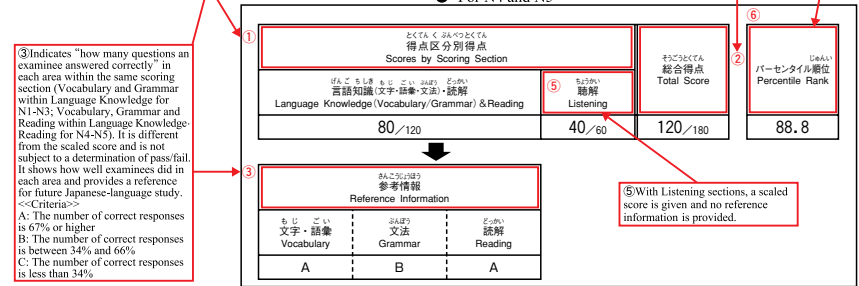 For N4 and N5
①
とくてん く ぶんべつとくてん
得点区分別得点
Scores by Scoring Section
げんご ちしき もじ ごい ぶんぽう どっかい
言語知識(文字・語彙・文法)・読解
Language Knowledge(Vocabulary/Grammar)&Reading
⑤
ちょうかい
聴解
Listening
そうごうとくてん
総合得点
Total Score
②
⑥
じゅんい
パーセンタイル順位
Percentile Rank
80/120
40/60
120/180
88.8
③Indicates "how many questions an
examinee answered correctly" in
each area within the same scoring
section (Vocabulary and Grammar
within Language Knowledge for
N1-N3; Vocabulary, Grammar and
Reading within Language Knowledge·
Reading for N4-N5). It is different
from the scaled score and is not
subject to a determination of pass/fail.
It shows how well examinees did in
each area and provides a reference
for future Japanese-language study.
<<Criteria>>
A: The number of correct responses
is 67% or higher
B: The number of correct responses
is between 34% and 66%
C: The number of correct responses
is less than 34%
③
さんこうじょうほう
参考情報
Reference Information
もじ ごい
文字・語彙
Vocabulary
ぶんぽう
文法
Grammar
どっかい
読解
Reading
A
B
A
⑤With Listening sections, a scaled
score is given and no reference
information is provided.